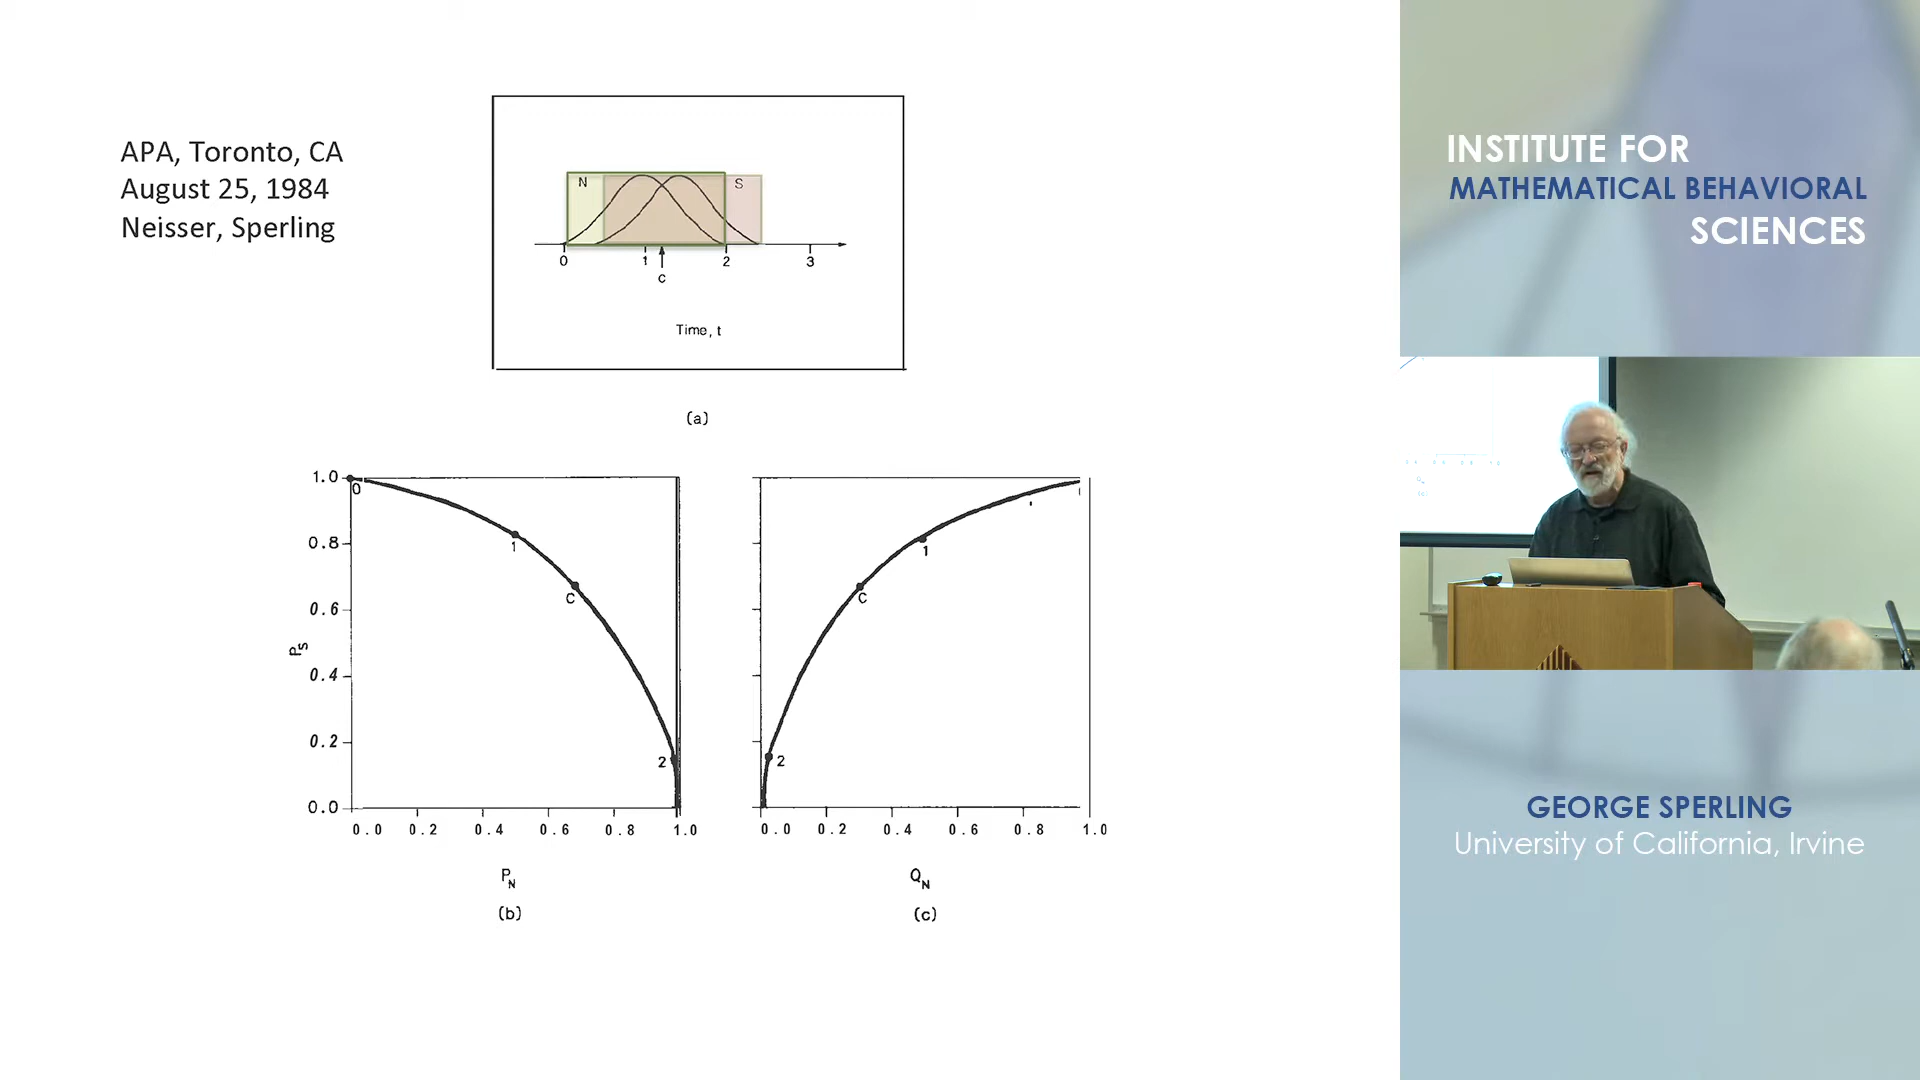 APA, Toronto, CA
August 25, 1984
Neisser, Sperling
N
S
0
1
2
3
C
Time, t
(a)
1.0
0.8
0.6
0.4
0.2
0.0
PS
0
1
C
2
0.0 0.2 0.4 0.6 0.8 1.0
PN
(b)
1
C
2
0.0 0.2 0.4 0.6 0.8 1.0
QN
(c)
INSTITUTE FOR
MATHEMATICAL BEHAVIORAL
SCIENCES
GEORGE SPERLING
University of California, Irvine